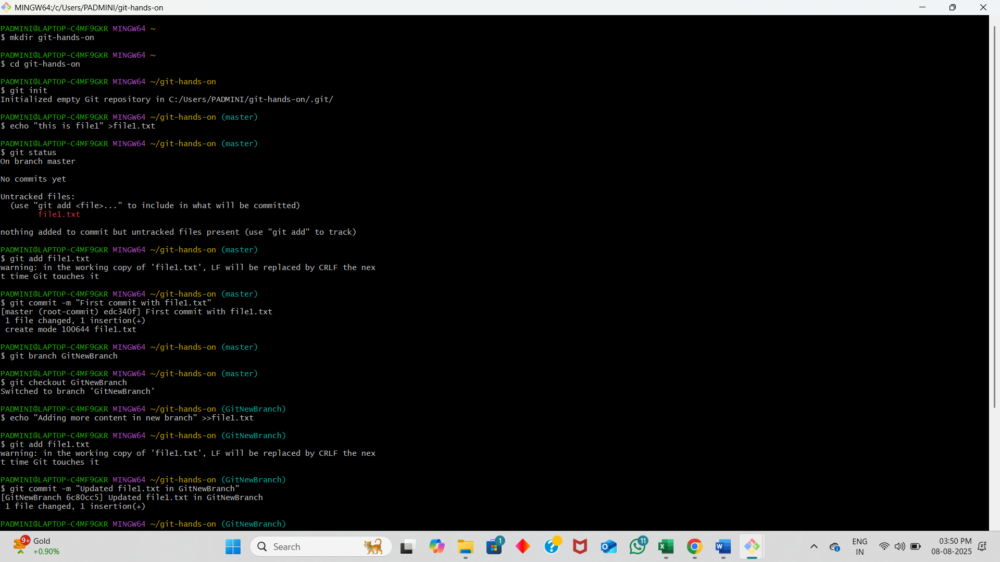 MINGW64:/c/Users/PADMINI/git-hands-on
PADMINI@LAPTOP-C4MF9GKR MINGW64 ~
$ mkdir git-hands-on
PADMINI@LAPTOP-C4MF9GKR MINGW64 ~
$ cd git-hands-on
PADMINI@LAPTOP-C4MF9GKR MINGW64 ~/git-hands-on
$ git init
Initialized empty Git repository in C:/Users/PADMINI/git-hands-on/.git/
PADMINI@LAPTOP-C4MF9GKR MINGW64 ~/git-hands-on (master)
$ echo "this is file1" >file1.txt
PADMINI@LAPTOP-C4MF9GKR MINGW64 ~/git-hands-on (master)
$ git status
On branch master
No commits yet
Untracked files:
  (use "git add <file>..." to include in what will be committed)
        file1.txt
nothing added to commit but untracked files present (use "git add" to track)
PADMINI@LAPTOP-C4MF9GKR MINGW64 ~/git-hands-on (master)
$ git add file1.txt
warning: in the working copy of 'file1.txt', LF will be replaced by CRLF the nex
t time Git touches it
PADMINI@LAPTOP-C4MF9GKR MINGW64 ~/git-hands-on (master)
$ git commit -m "First commit with file1.txt"
[master (root-commit) edc340f] First commit with file1.txt
 1 file changed, 1 insertion(+)
 create mode 100644 file1.txt
PADMINI@LAPTOP-C4MF9GKR MINGW64 ~/git-hands-on (master)
$ git branch GitNewBranch
PADMINI@LAPTOP-C4MF9GKR MINGW64 ~/git-hands-on (master)
$ git checkout GitNewBranch
Switched to branch 'GitNewBranch'
PADMINI@LAPTOP-C4MF9GKR MINGW64 ~/git-hands-on (GitNewBranch)
$ echo "Adding more content in new branch" >>file1.txt
PADMINI@LAPTOP-C4MF9GKR MINGW64 ~/git-hands-on (GitNewBranch)
$ git add file1.txt
warning: in the working copy of 'file1.txt', LF will be replaced by CRLF the nex
t time Git touches it
PADMINI@LAPTOP-C4MF9GKR MINGW64 ~/git-hands-on (GitNewBranch)
$ git commit -m "Updated file1.txt in GitNewBranch"
[GitNewBranch 6c80cc5] Updated file1.txt in GitNewBranch
 1 file changed, 1 insertion(+)
PADMINI@LAPTOP-C4MF9GKR MINGW64 ~/git-hands-on (GitNewBranch)
9+ Gold
+0.90%
Search
1
11
ENG
IN
03:50 PM
08-08-2025